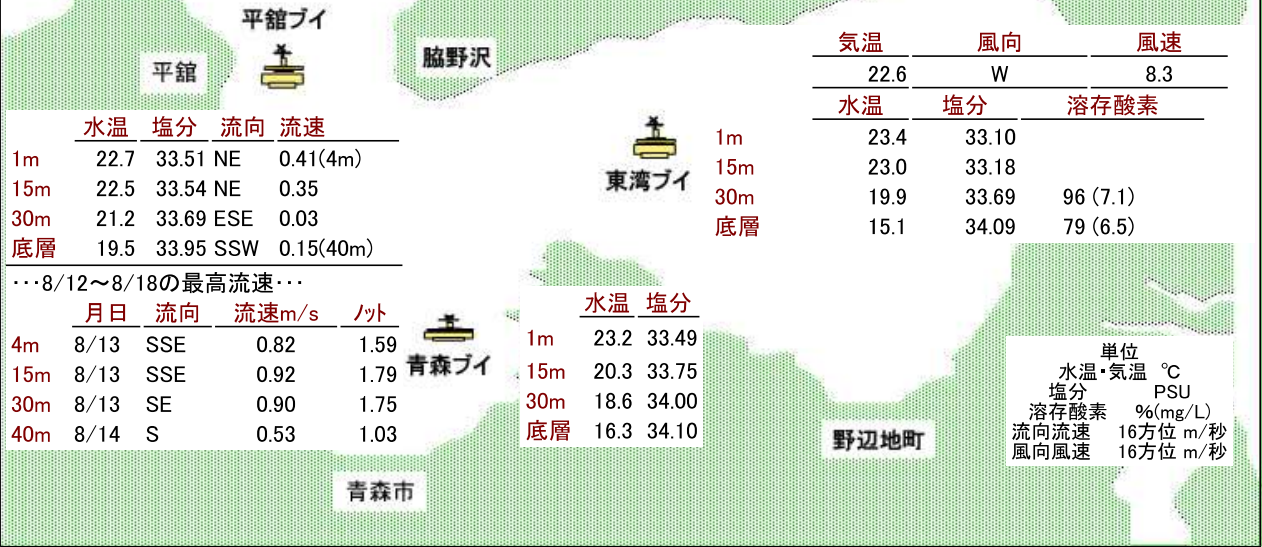 平舘ブイ
平舘
脇野沢
水温 塩分 流向 流速
1m 22.7 33.51 NE 0.41(4m)
15m 22.5 33.54 NE 0.35
30m 21.2 33.69 ESE 0.03
底層 19.5 33.95 SSW 0.15(40m)
…8/12～8/18の最高流速…
月日 流向 流速m/s ノット
4m 8/13 SSE 0.82 1.59
15m 8/13 SSE 0.92 1.79
30m 8/13 SE 0.90 1.75
40m 8/14 S 0.53 1.03
気温 風向 風速
22.6 W 8.3
水温 塩分 溶存酸素
1m 23.4 33.10
15m 23.0 33.18
30m 19.9 33.69 96 (7.1)
底層 15.1 34.09 79 (6.5)
東湾ブイ
青森ブイ
水温 塩分
1m 23.2 33.49
15m 20.3 33.75
30m 18.6 34.00
底層 16.3 34.10
青森市
野辺地町
単位
水温・気温 ℃
塩分 PSU
溶存酸素 %(mg/L)
流向流速 16方位 m/秒
風向風速 16方位 m/秒